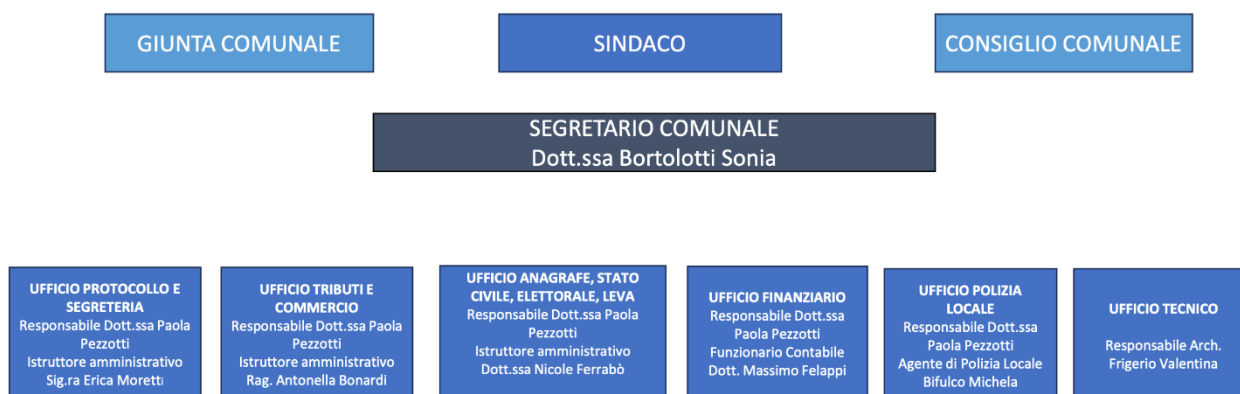 GIUNTA COMUNALE
SINDACO
CONSIGLIO COMUNALE
SEGRETARIO COMUNALE
Dott.ssa Bortolotti Sonia
UFFICIO PROTOCOLLO E
SEGRETERIA
Responsabile Dott.ssa Paola
Pezzotti
Istruttore amministrativo
Sig.ra Erica Moretti
UFFICIO TRIBUTI E
COMMERCIO
Responsabile Dott.ssa Paola
Pezzotti
Istruttore amministrativo
Rag. Antonella Bonardi
UFFICIO ANAGRAFE, STATO
CIVILE, ELETTORALE, LEVA
Responsabile Dott.ssa Paola
Pezzotti
Istruttore amministrativo
Dott.ssa Nicole Ferrabò
UFFICIO FINANZIARIO
Responsabile Dott.ssa
Paola Pezzotti
Funzionario Contabile
Dott. Massimo Felappi
UFFICIO POLIZIA
LOCALE
Responsabile Dott.ssa
Paola Pezzotti
Agente di Polizia Locale
Bifulco Michela
UFFICIO TECNICO
Responsabile Arch.
Frigerio Valentina